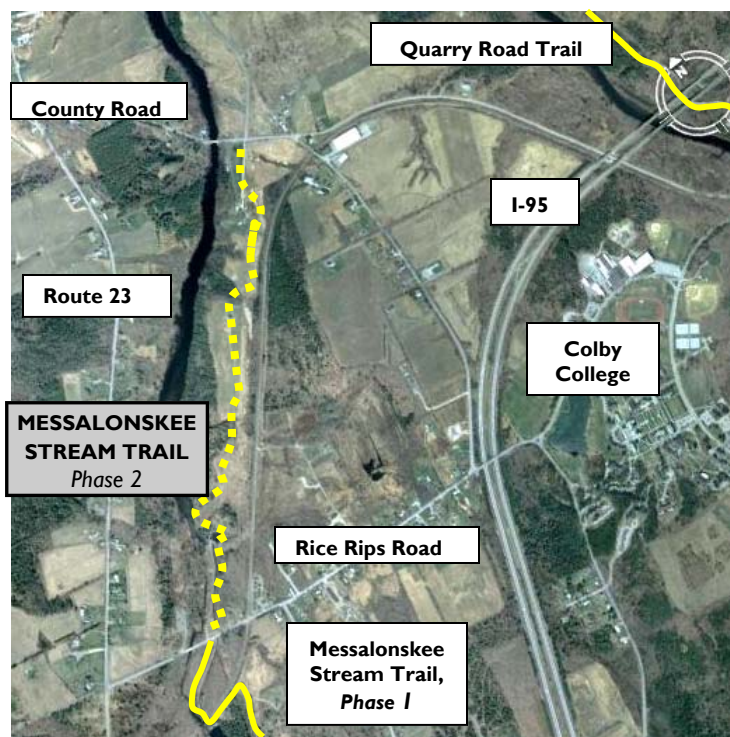 Quarry Road Trail
County Road
N
I-95
Route 23
Colby
College
MESSALONSKEE
STREAM TRAIL
Phase 2
Rice Rips Road
Messalonskee
Stream Trail,
Phase I